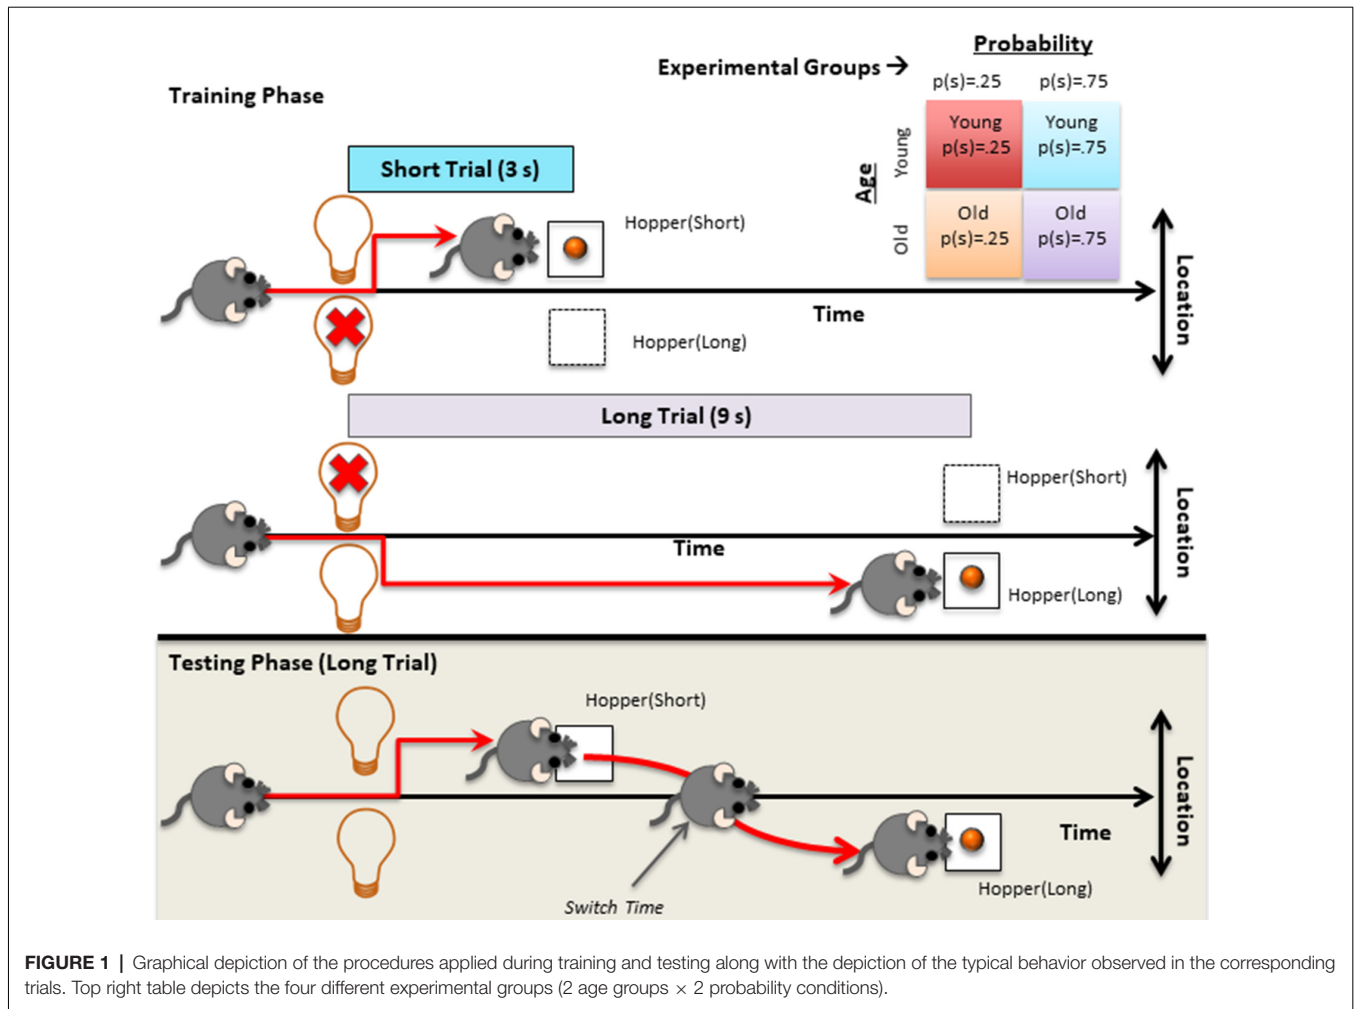 Probability
Experimental Groups →
p(s)=.25 p(s)=.75
Training Phase
Young
p(s)=.25
Young
p(s)=.75
Young
Age
Old
Old
p(s)=.25
Old
p(s)=.75
Short Trial (3 s)
Hopper(Short)
Time
Location
Hopper(Long)
Long Trial (9 s)
Hopper(Short)
Time
Location
Hopper(Long)
Testing Phase (Long Trial)
Hopper(Short)
Location
Time
Hopper(Long)
Switch Time
FIGURE 1 | Graphical depiction of the procedures applied during training and testing along with the depiction of the typical behavior observed in the corresponding
trials. Top right table depicts the four different experimental groups (2 age groups × 2 probability conditions).